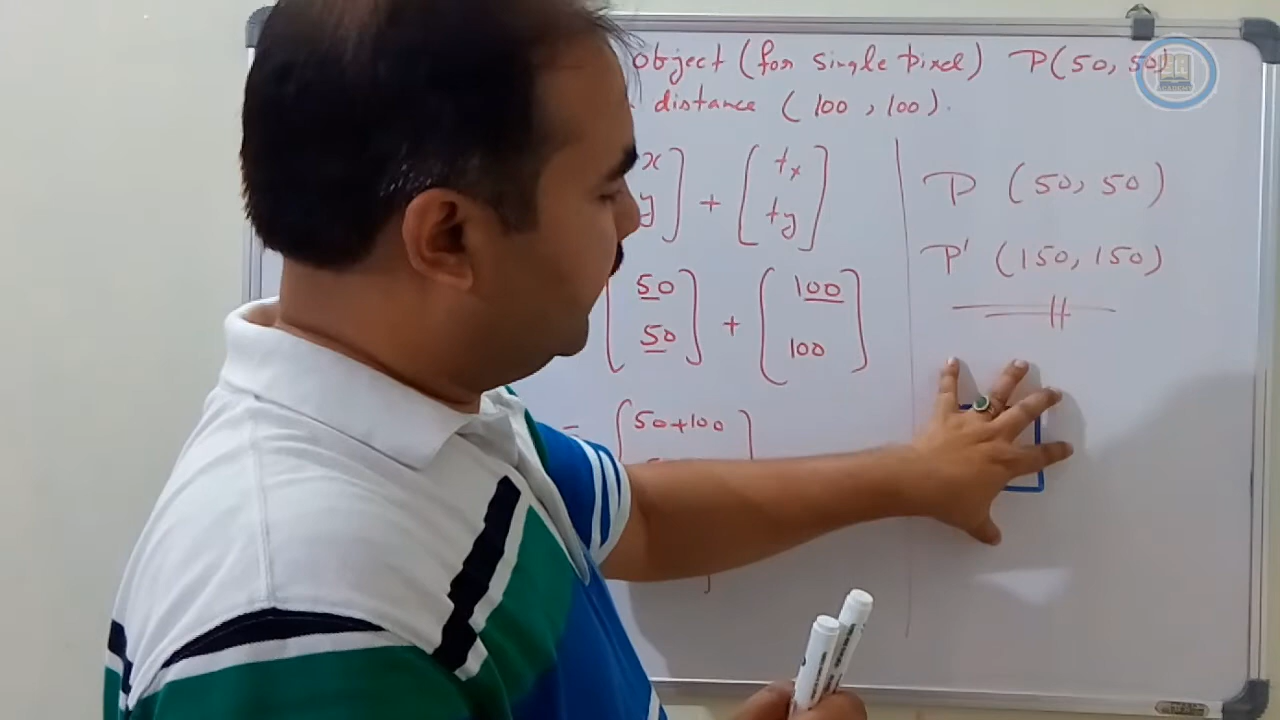 object (for single pixel) P(50, 50)
distance (100, 100).
x
y
+
tx
ty
50
50
+
100
100
= 50+100
P (50, 50)
P' (150, 150)
ACADEMY